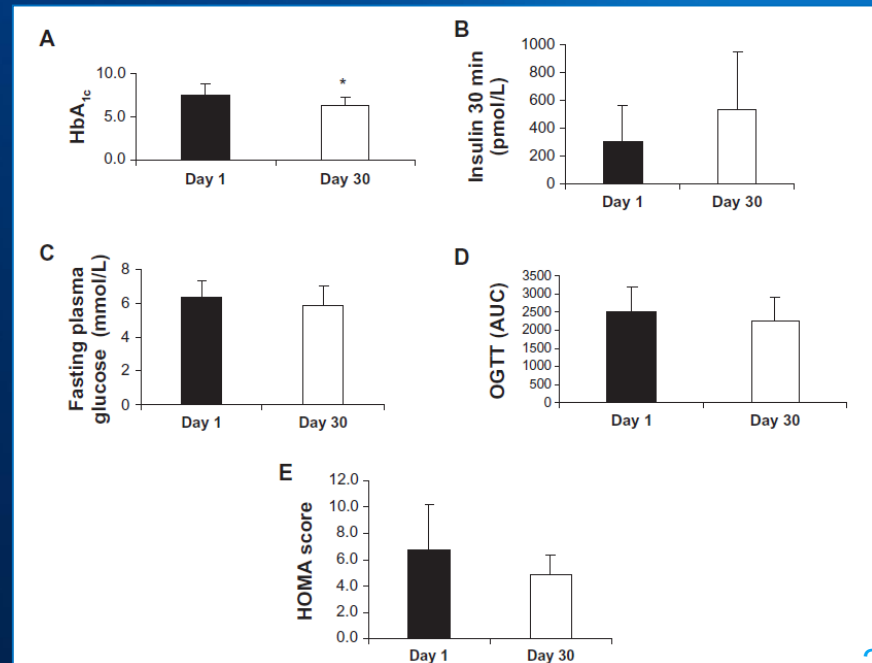 A
HbA1c
10.0
5.0
0.0
*
Day 1 Day 30
B
Insulin 30 min
(pmol/L)
1000
800
600
400
200
0
Day 1 Day 30
C
Fasting plasma
glucose (mmol/L)
8
6
4
2
0
Day 1 Day 30
D
OGTT (AUC)
3500
3000
2500
2000
1500
1000
500
0
Day 1 Day 30
E
HOMA score
12.0
10.0
8.0
6.0
4.0
2.0
0.0
Day 1 Day 30